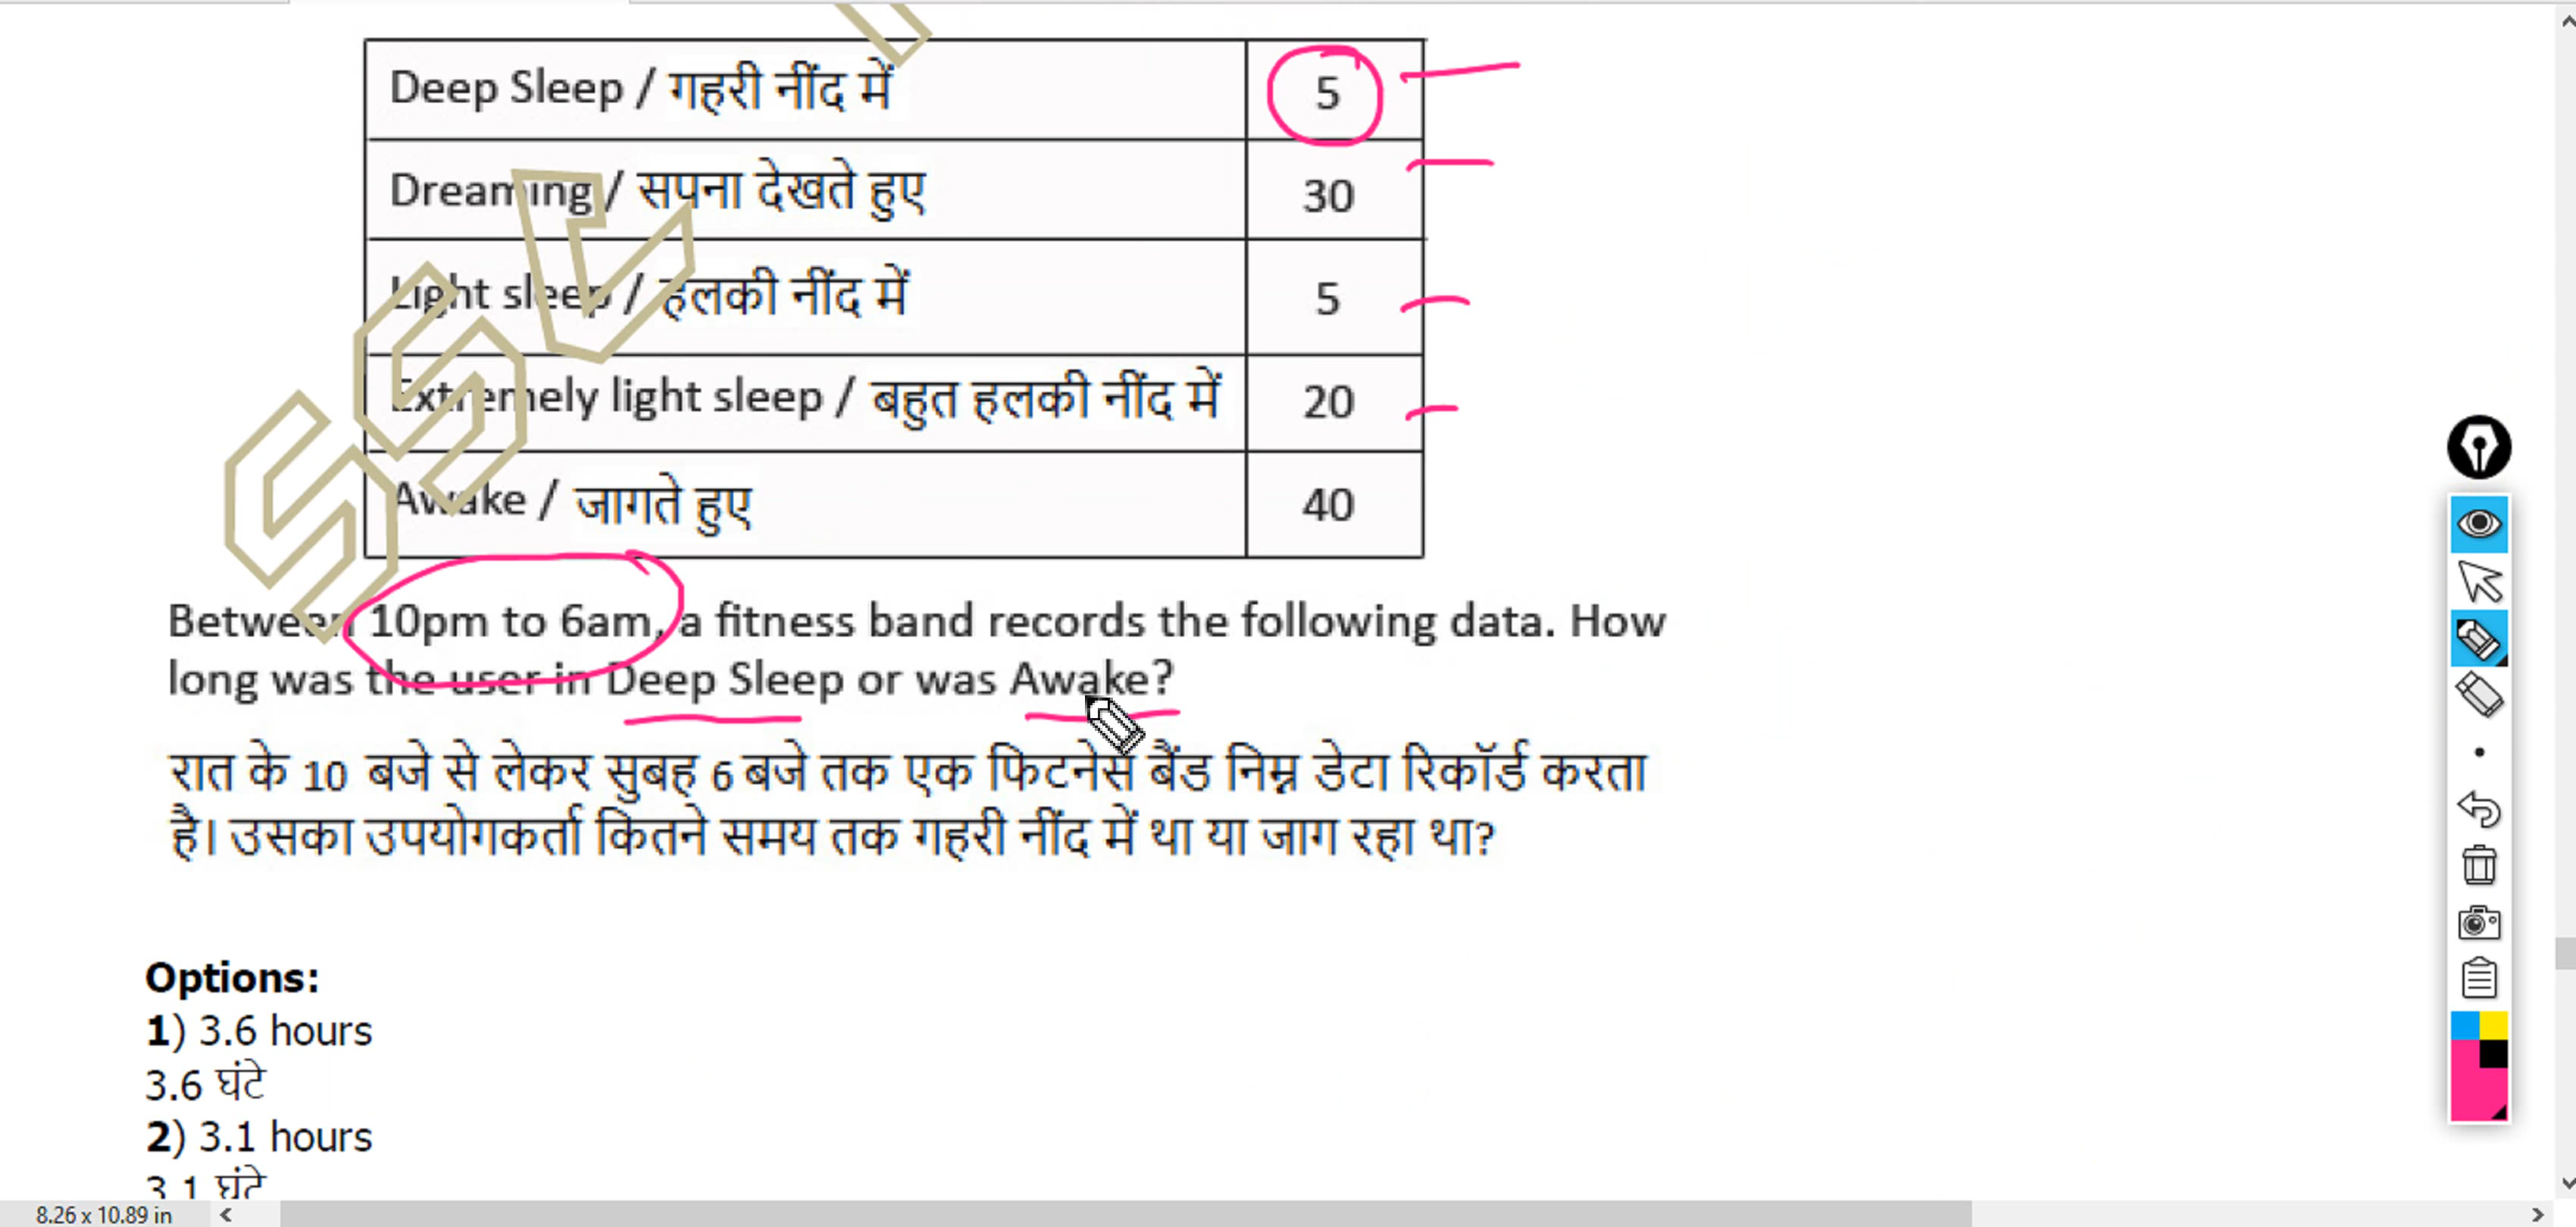 Deep Sleep / गहरी नींद में 5
Dreaming / सपना देखते हुए 30
Light sleep / हलकी नींद में 5
Extremely light sleep / बहुत हलकी नींद में 20
Awake / जागते हुए 40
Between 10pm to 6am, a fitness band records the following data. How
long was the user in Deep Sleep or was Awake?
रात के 10 बजे से लेकर सुबह 6 बजे तक एक फिटनेस बैंड निम्न डेटा रिकॉर्ड करता
है। उसका उपयोगकर्ता कितने समय तक गहरी नींद में था या जाग रहा था?
Options:
1) 3.6 hours
3.6 घंटे
2) 3.1 hours
3.1 घंटे
8.26 x 10.89 in